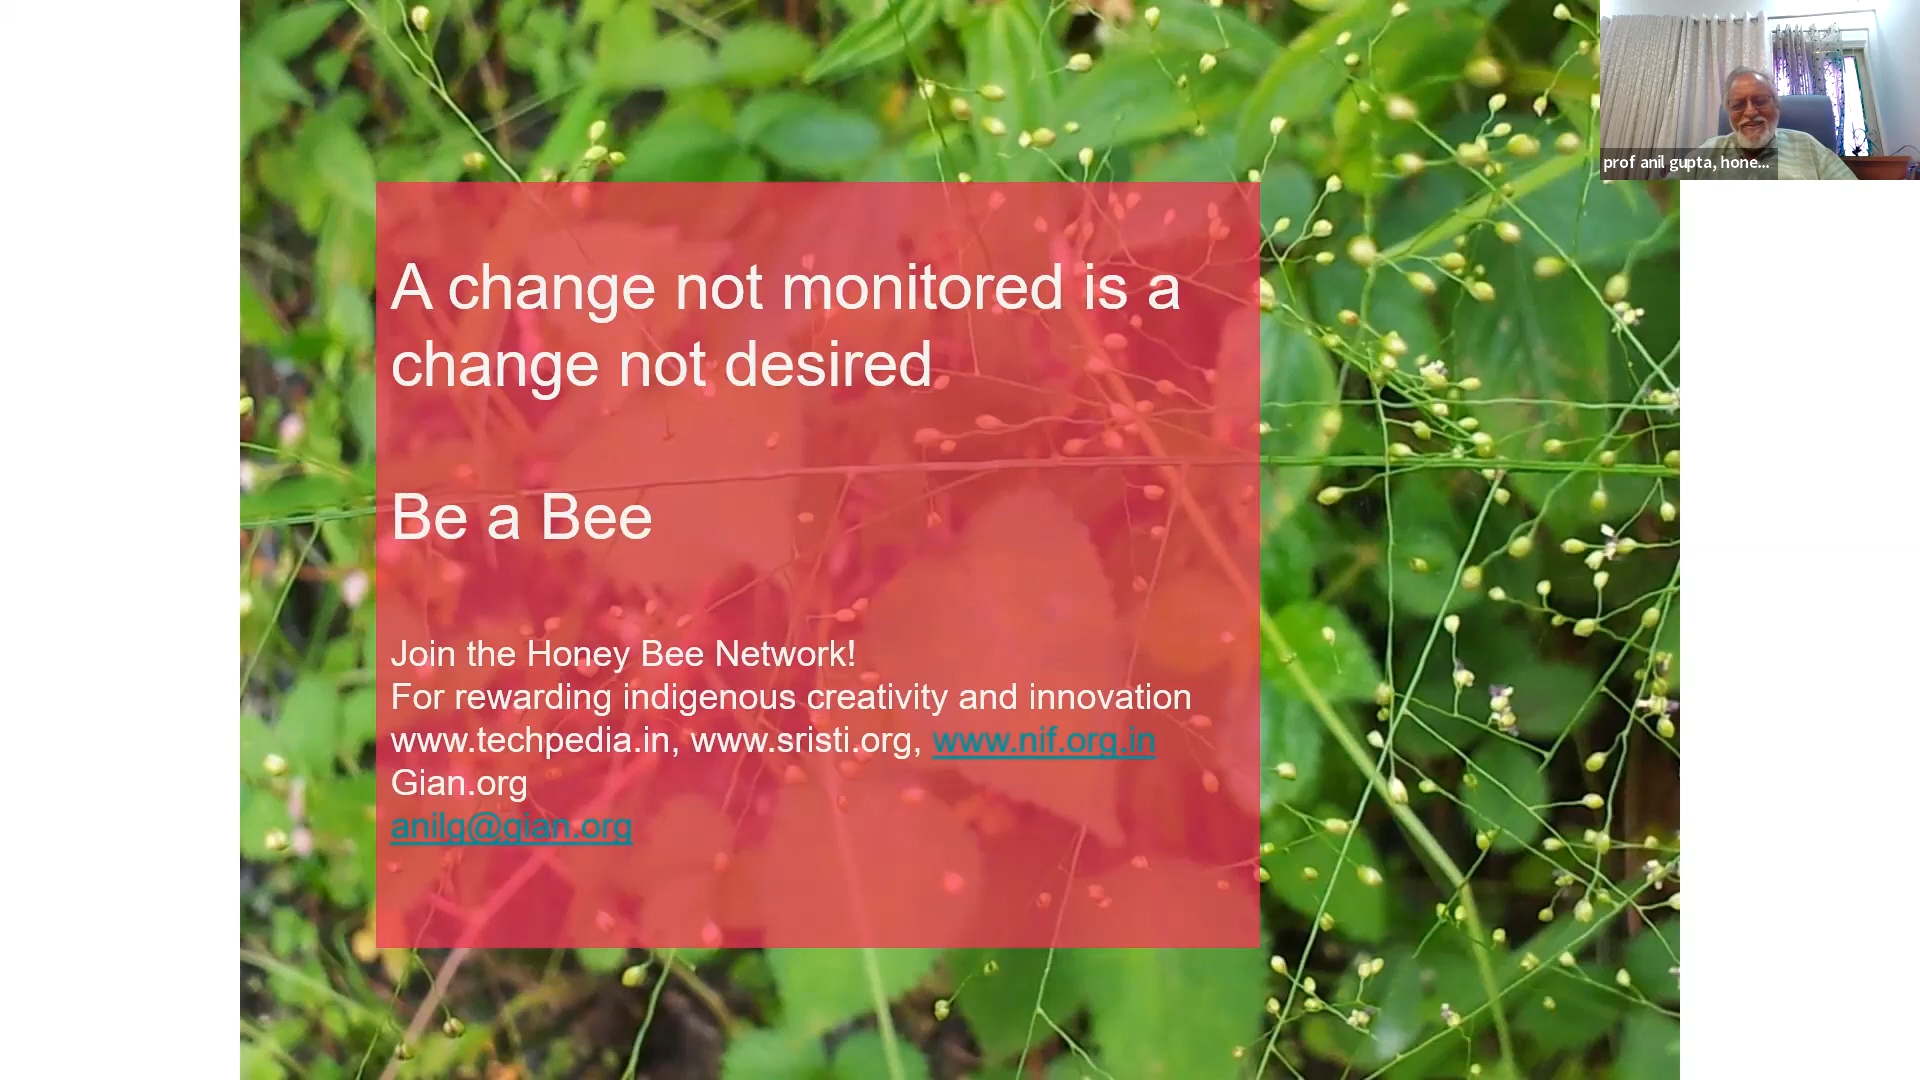 A change not monitored is a
change not desired
Be a Bee
Join the Honey Bee Network!
For rewarding indigenous creativity and innovation
www.techpedia.in, www.sristi.org, www.nif.org.in
Gian.org
anilg@gian.org
prof anil gupta, hone...